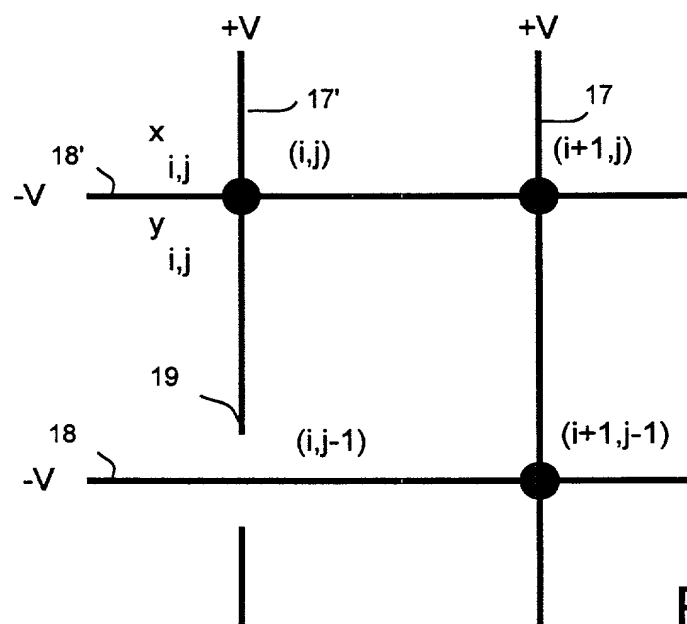 +V +V
17' 17
x i,j (i,j) (i+1,j)
18'
-V
y i,j
19
18 (i,j-1) (i+1,j-1)
-V